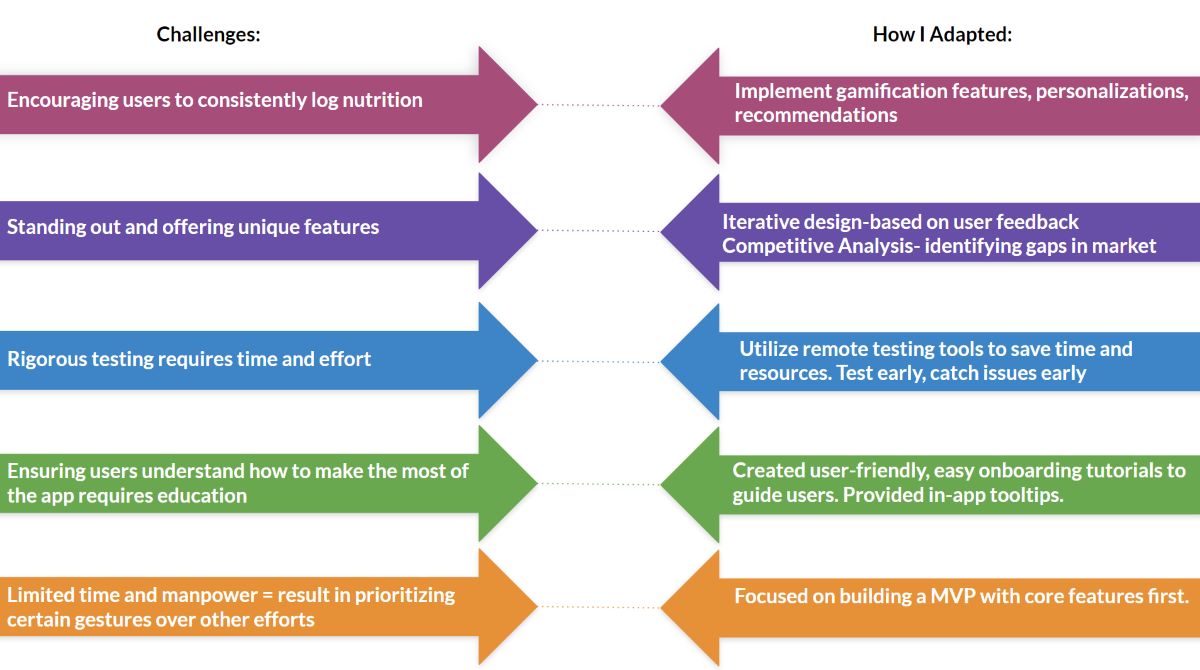 Challenges:
How I Adapted:
Encouraging users to consistently log nutrition
Implement gamification features, personalizations,
recommendations
Standing out and offering unique features
Iterative design-based on user feedback
Competitive Analysis- identifying gaps in market
Rigorous testing requires time and effort
Utilize remote testing tools to save time and
resources. Test early, catch issues early
Ensuring users understand how to make the most of
the app requires education
Created user-friendly, easy onboarding tutorials to
guide users. Provided in-app tooltips.
Limited time and manpower = result in prioritizing
certain gestures over other efforts
Focused on building a MVP with core features first.